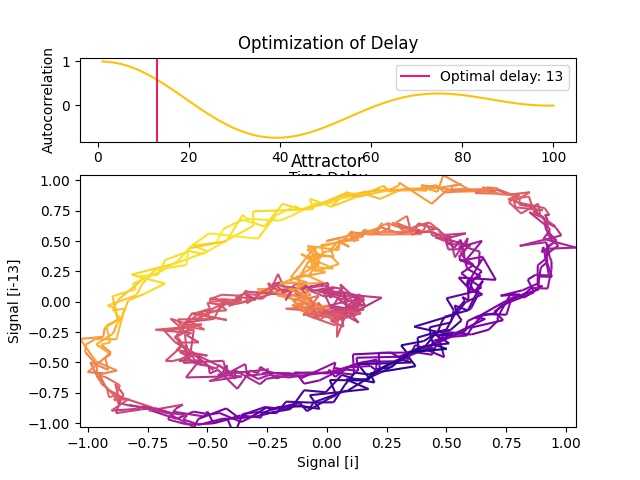 Optimization of Delay
Autocorrelation
1
0
Optimal delay: 13
0 20 40 60 80 100
Time Delay
Attractor
Signal [i-13]
1.00
0.75
0.50
0.25
0.00
−0.25
−0.50
−0.75
−1.00
−1.00 −0.75 −0.50 −0.25 0.00 0.25 0.50 0.75 1.00
Signal [i]